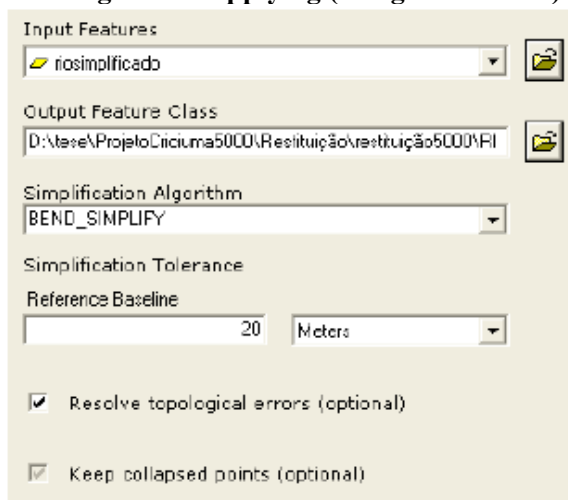 Input Features
riosimplificado
Output Feature Class
D:\tese\ProjetoCriciuma5000\Restituição\restituição5000\RI
Simplification Algorithm
BEND_SIMPLIFY
Simplification Tolerance
Reference Baseline
20 Meters
Resolve topological errors (optional)
Keep collapsed points (optional)